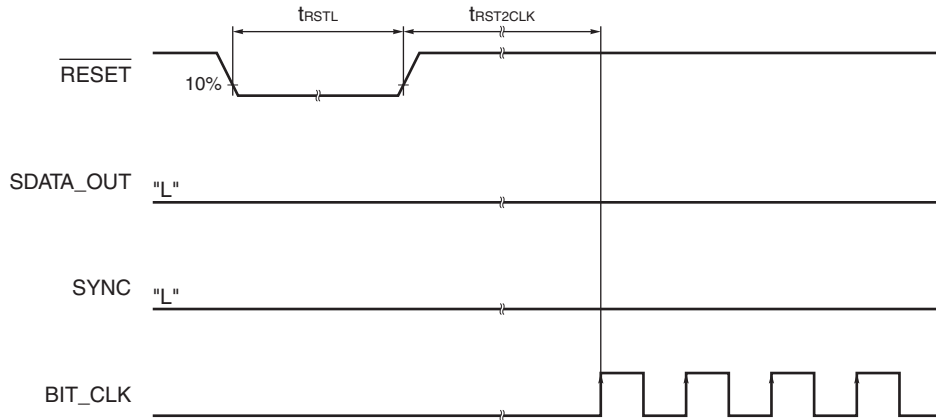 tRSTL
tRST2CLK
RESET
10%
SDATA_OUT
"L"
SYNC
"L"
BIT_CLK